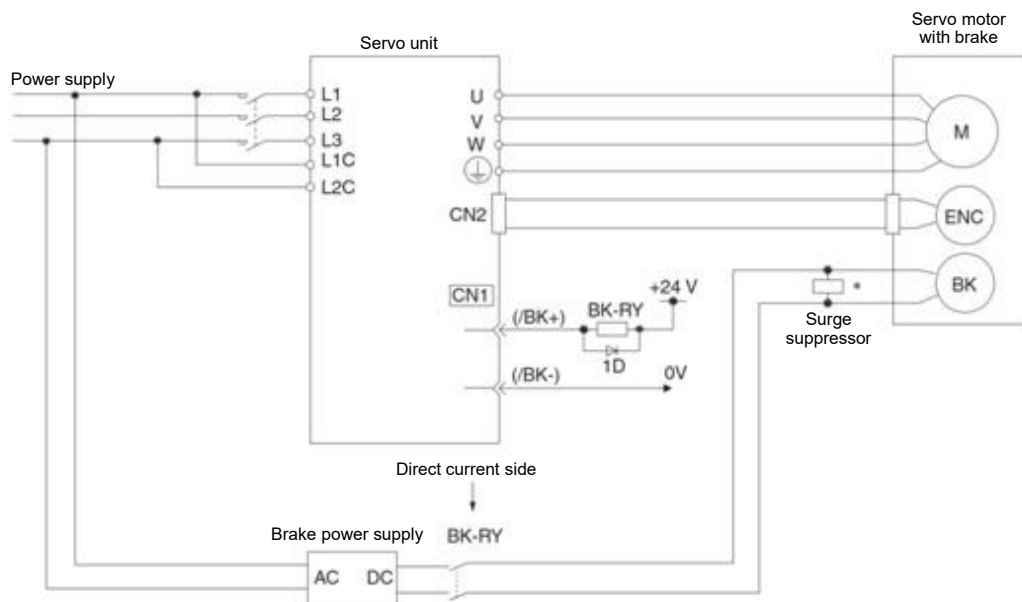 Servo motor
with brake
Servo unit
Power supply
L1
L2
L3
L1C
L2C
U
V
W
M
CN2
ENC
CN1
BK
+24 V
(/BK+)
BK-RY
*
Surge
suppressor
1D
(/BK-)
0V
Direct current side
Brake power supply
BK-RY
AC
DC